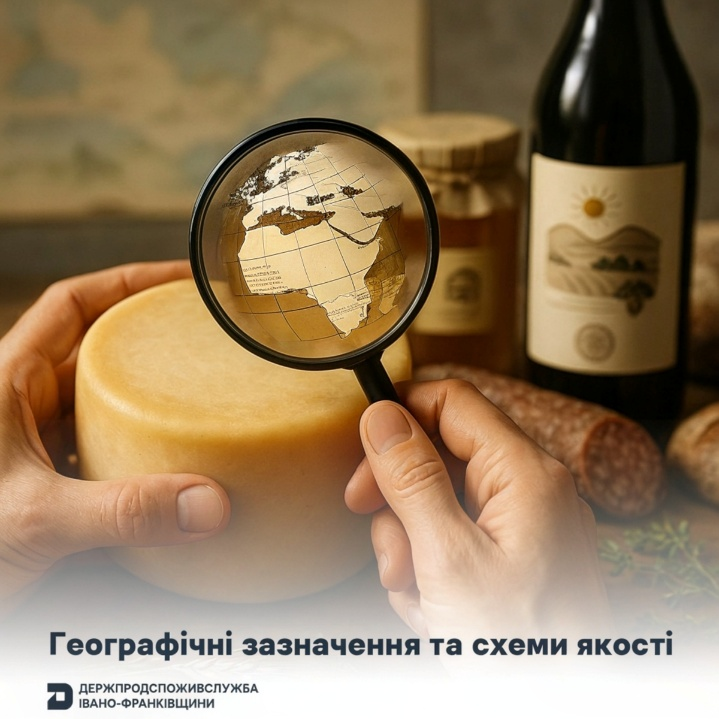 Географічні зазначення та схеми якості
ДЕРЖПРОДСПОЖИВСЛУЖБА
ІВАНО-ФРАНКІВЩИНИ